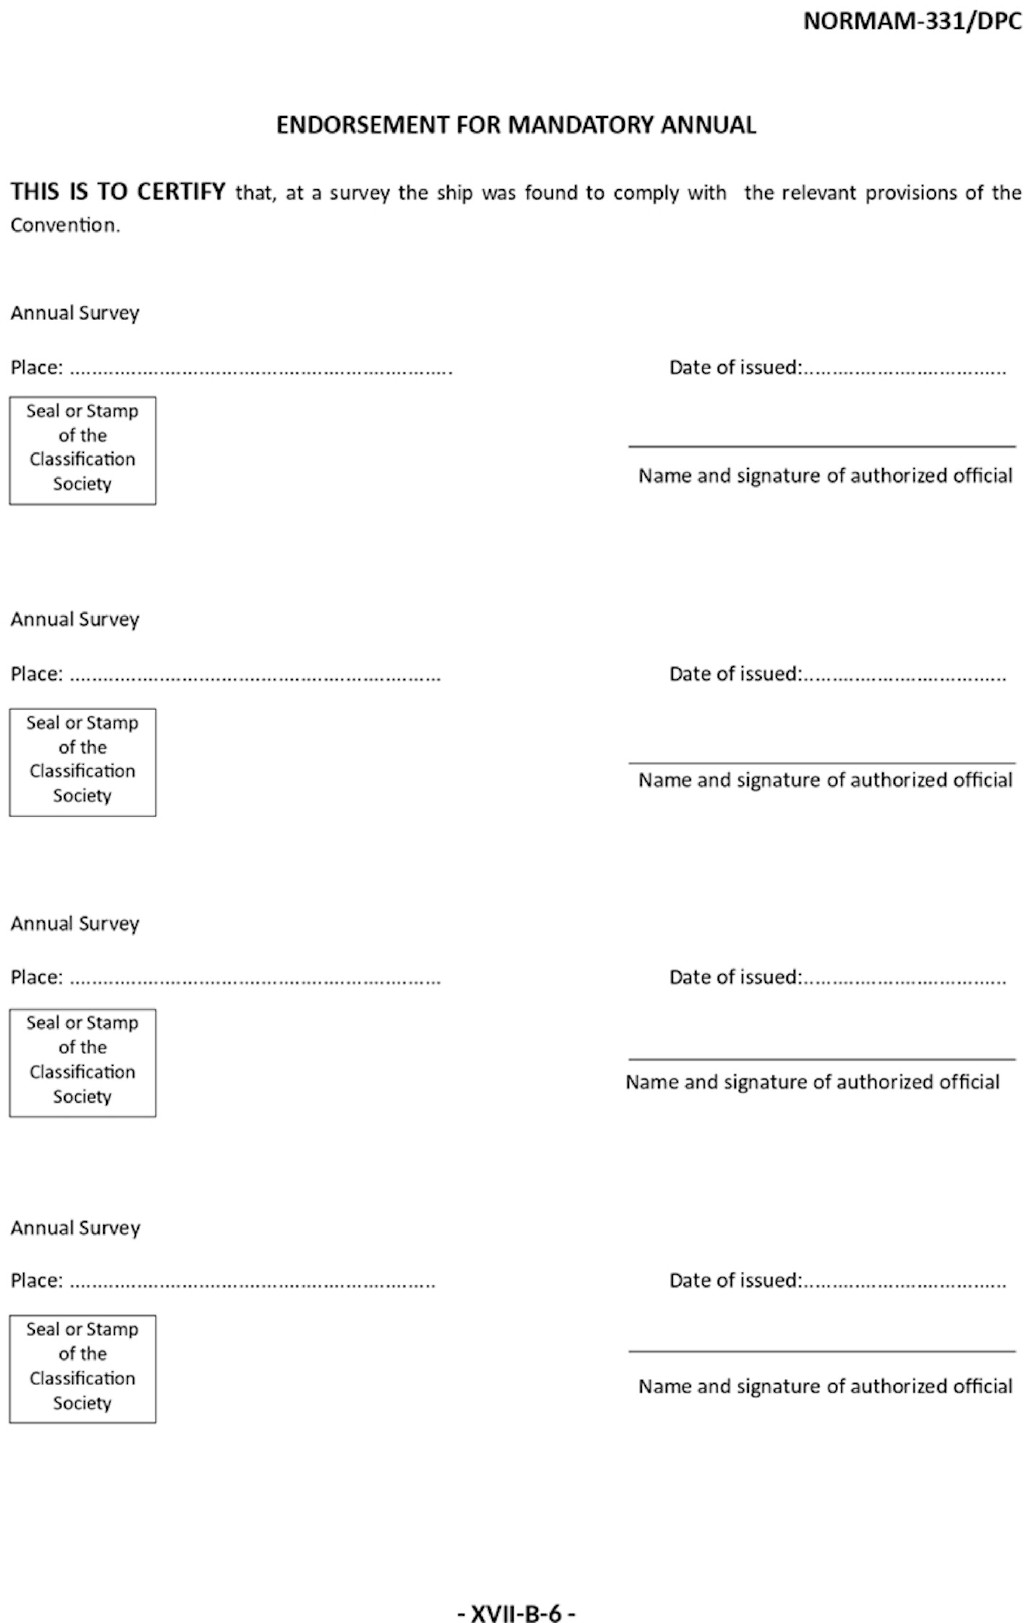 NORMAM-331/DPC
ENDORSEMENT FOR MANDATORY ANNUAL
THIS IS TO CERTIFY that, at a survey the ship was found to comply with the relevant provisions of the
Convention.
Annual Survey
Place: .................................................................... Date of issued:....................................
Seal or Stamp
of the
Classification
Society
Name and signature of authorized official
Annual Survey
Place: .................................................................. Date of issued:....................................
Seal or Stamp
of the
Classification
Society
Name and signature of authorized official
Annual Survey
Place: .................................................................. Date of issued:....................................
Seal or Stamp
of the
Classification
Society
Name and signature of authorized official
Annual Survey
Place: ................................................................. Date of issued:....................................
Seal or Stamp
of the
Classification
Society
Name and signature of authorized official
- XVII-B-6 -